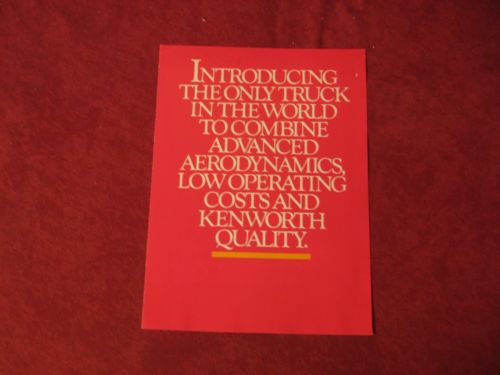 INTRODUCING
THE ONLY TRUCK
IN THE WORLD
TO COMBINE
ADVANCED
AERODYNAMICS,
LOW OPERATING
COSTS AND
KENWORTH
QUALITY.